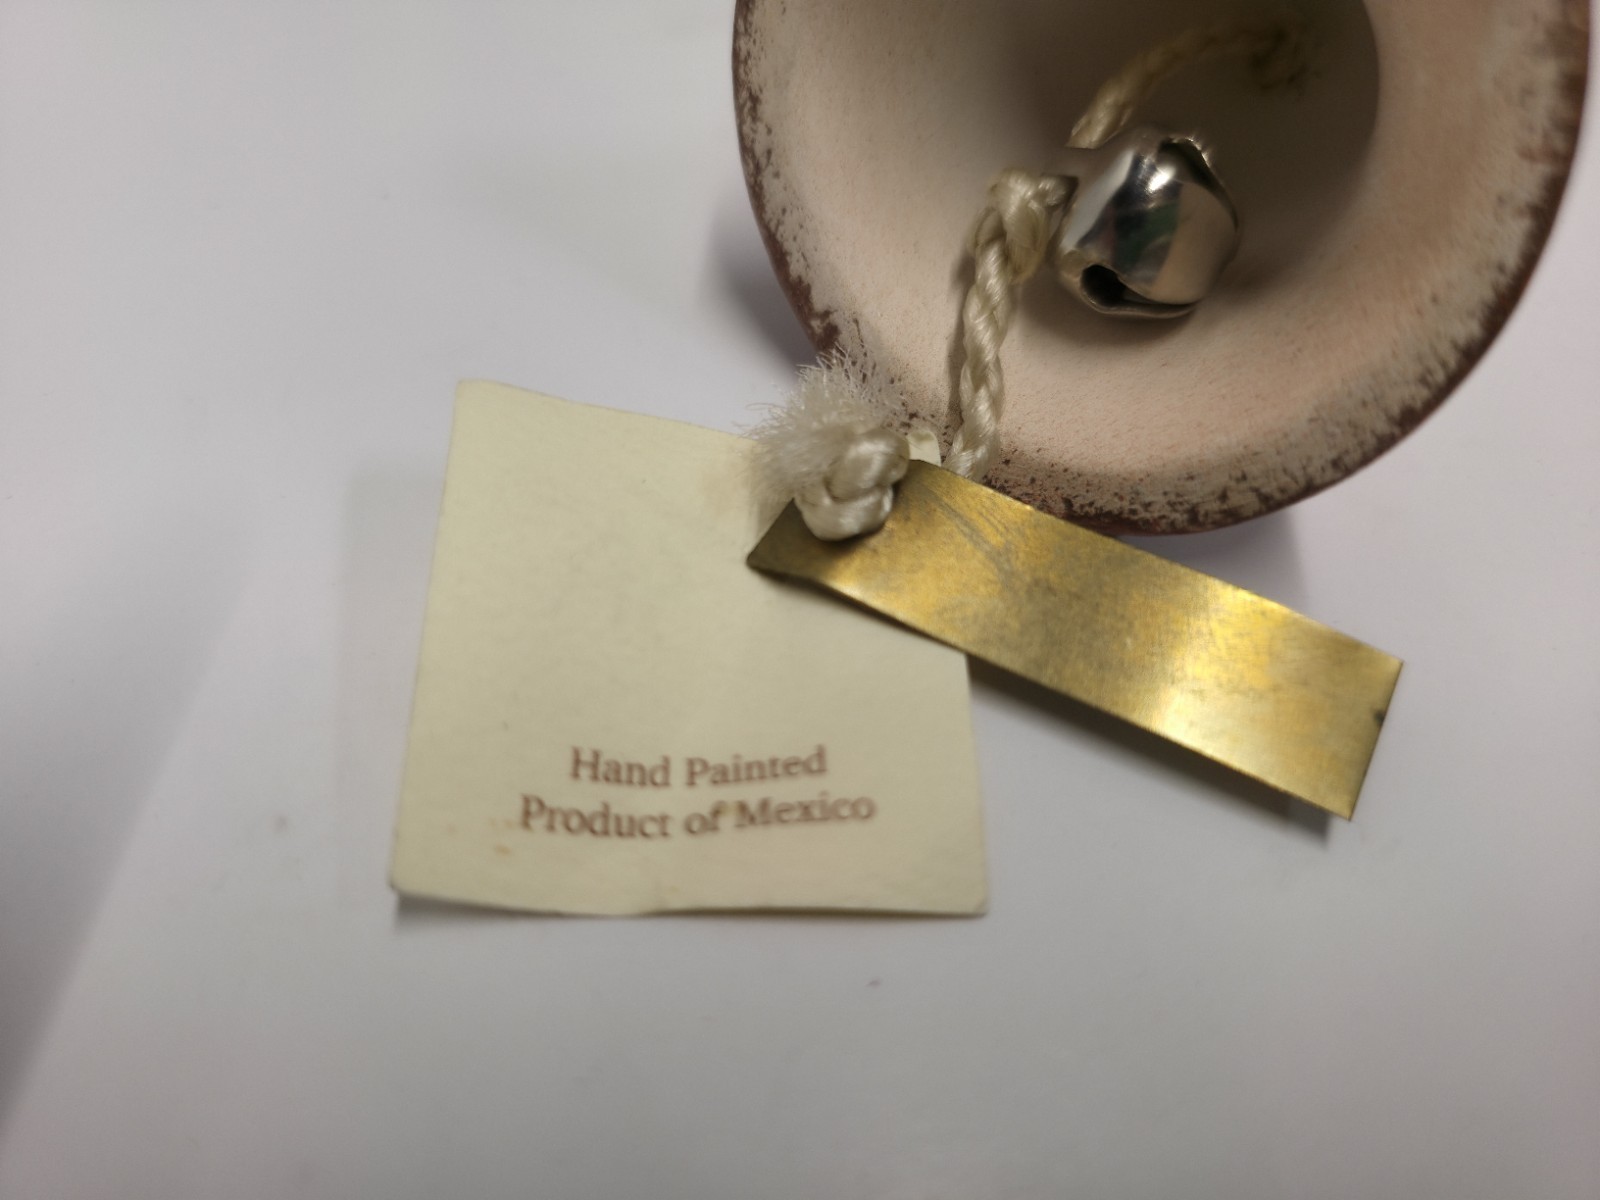 Hand Painted
Product of Mexico